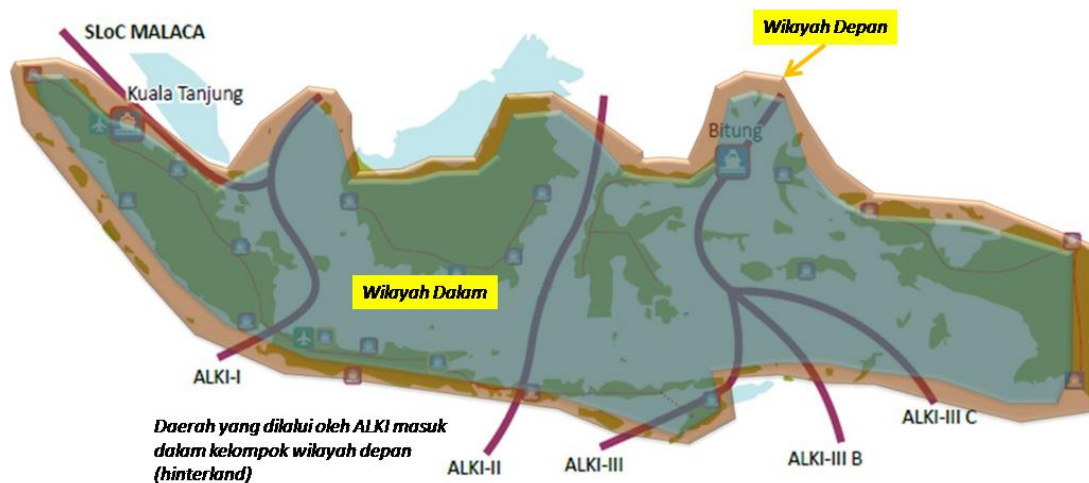 SLoC MALACA
Wilayah Depan
Kuala Tanjung
Bitung
Wilayah Dalam
ALKI-I
Daerah yang dilalui oleh ALKI masuk
dalam kelompok wilayah depan
(hinterland)
ALKI-II
ALKI-III
ALKI-III B
ALKI-III C